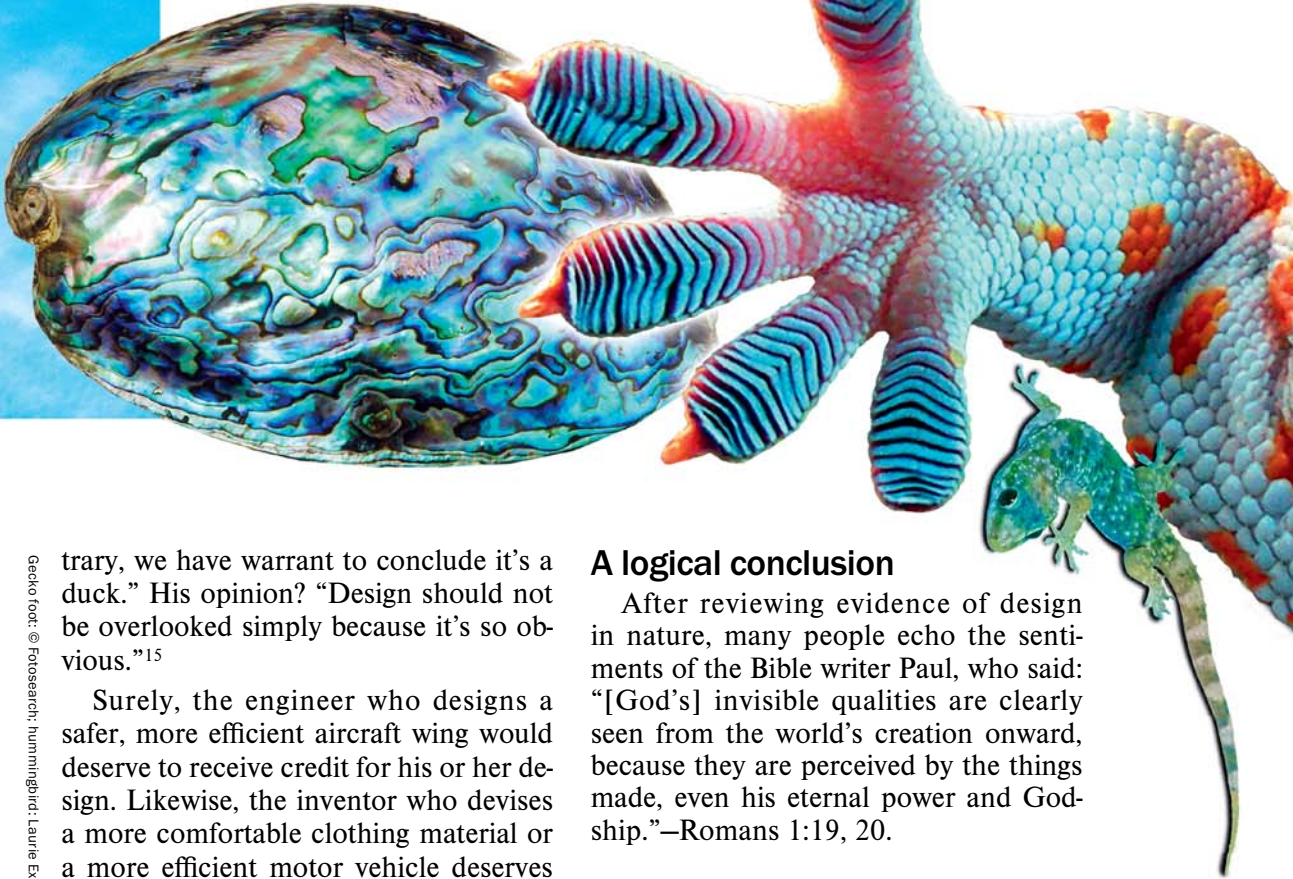 trary, we have warrant to conclude it’s a
duck.” His opinion? “Design should not
be overlooked simply because it’s so ob-
vious.”15
Surely, the engineer who designs a
safer, more efficient aircraft wing would
deserve to receive credit for his or her de-
sign. Likewise, the inventor who devises
a more comfortable clothing material or
a more efficient motor vehicle deserves
A logical conclusion
After reviewing evidence of design
in nature, many people echo the senti-
ments of the Bible writer Paul, who said:
“[God’s] invisible qualities are clearly
seen from the world’s creation onward,
because they are perceived by the things
made, even his eternal power and God-
ship.”—Romans 1:19, 20.
Gecko foot: © Fotosearch; hummingbird: Laurie Ex